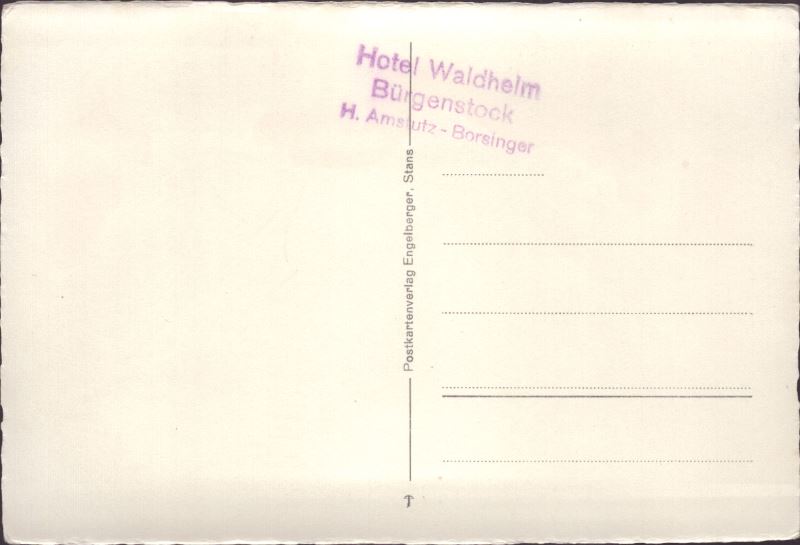 Hotel Waldheim
Bürgenstock
H. Amstutz - Borsinger
Postkartenverlag Engelberger, Stans